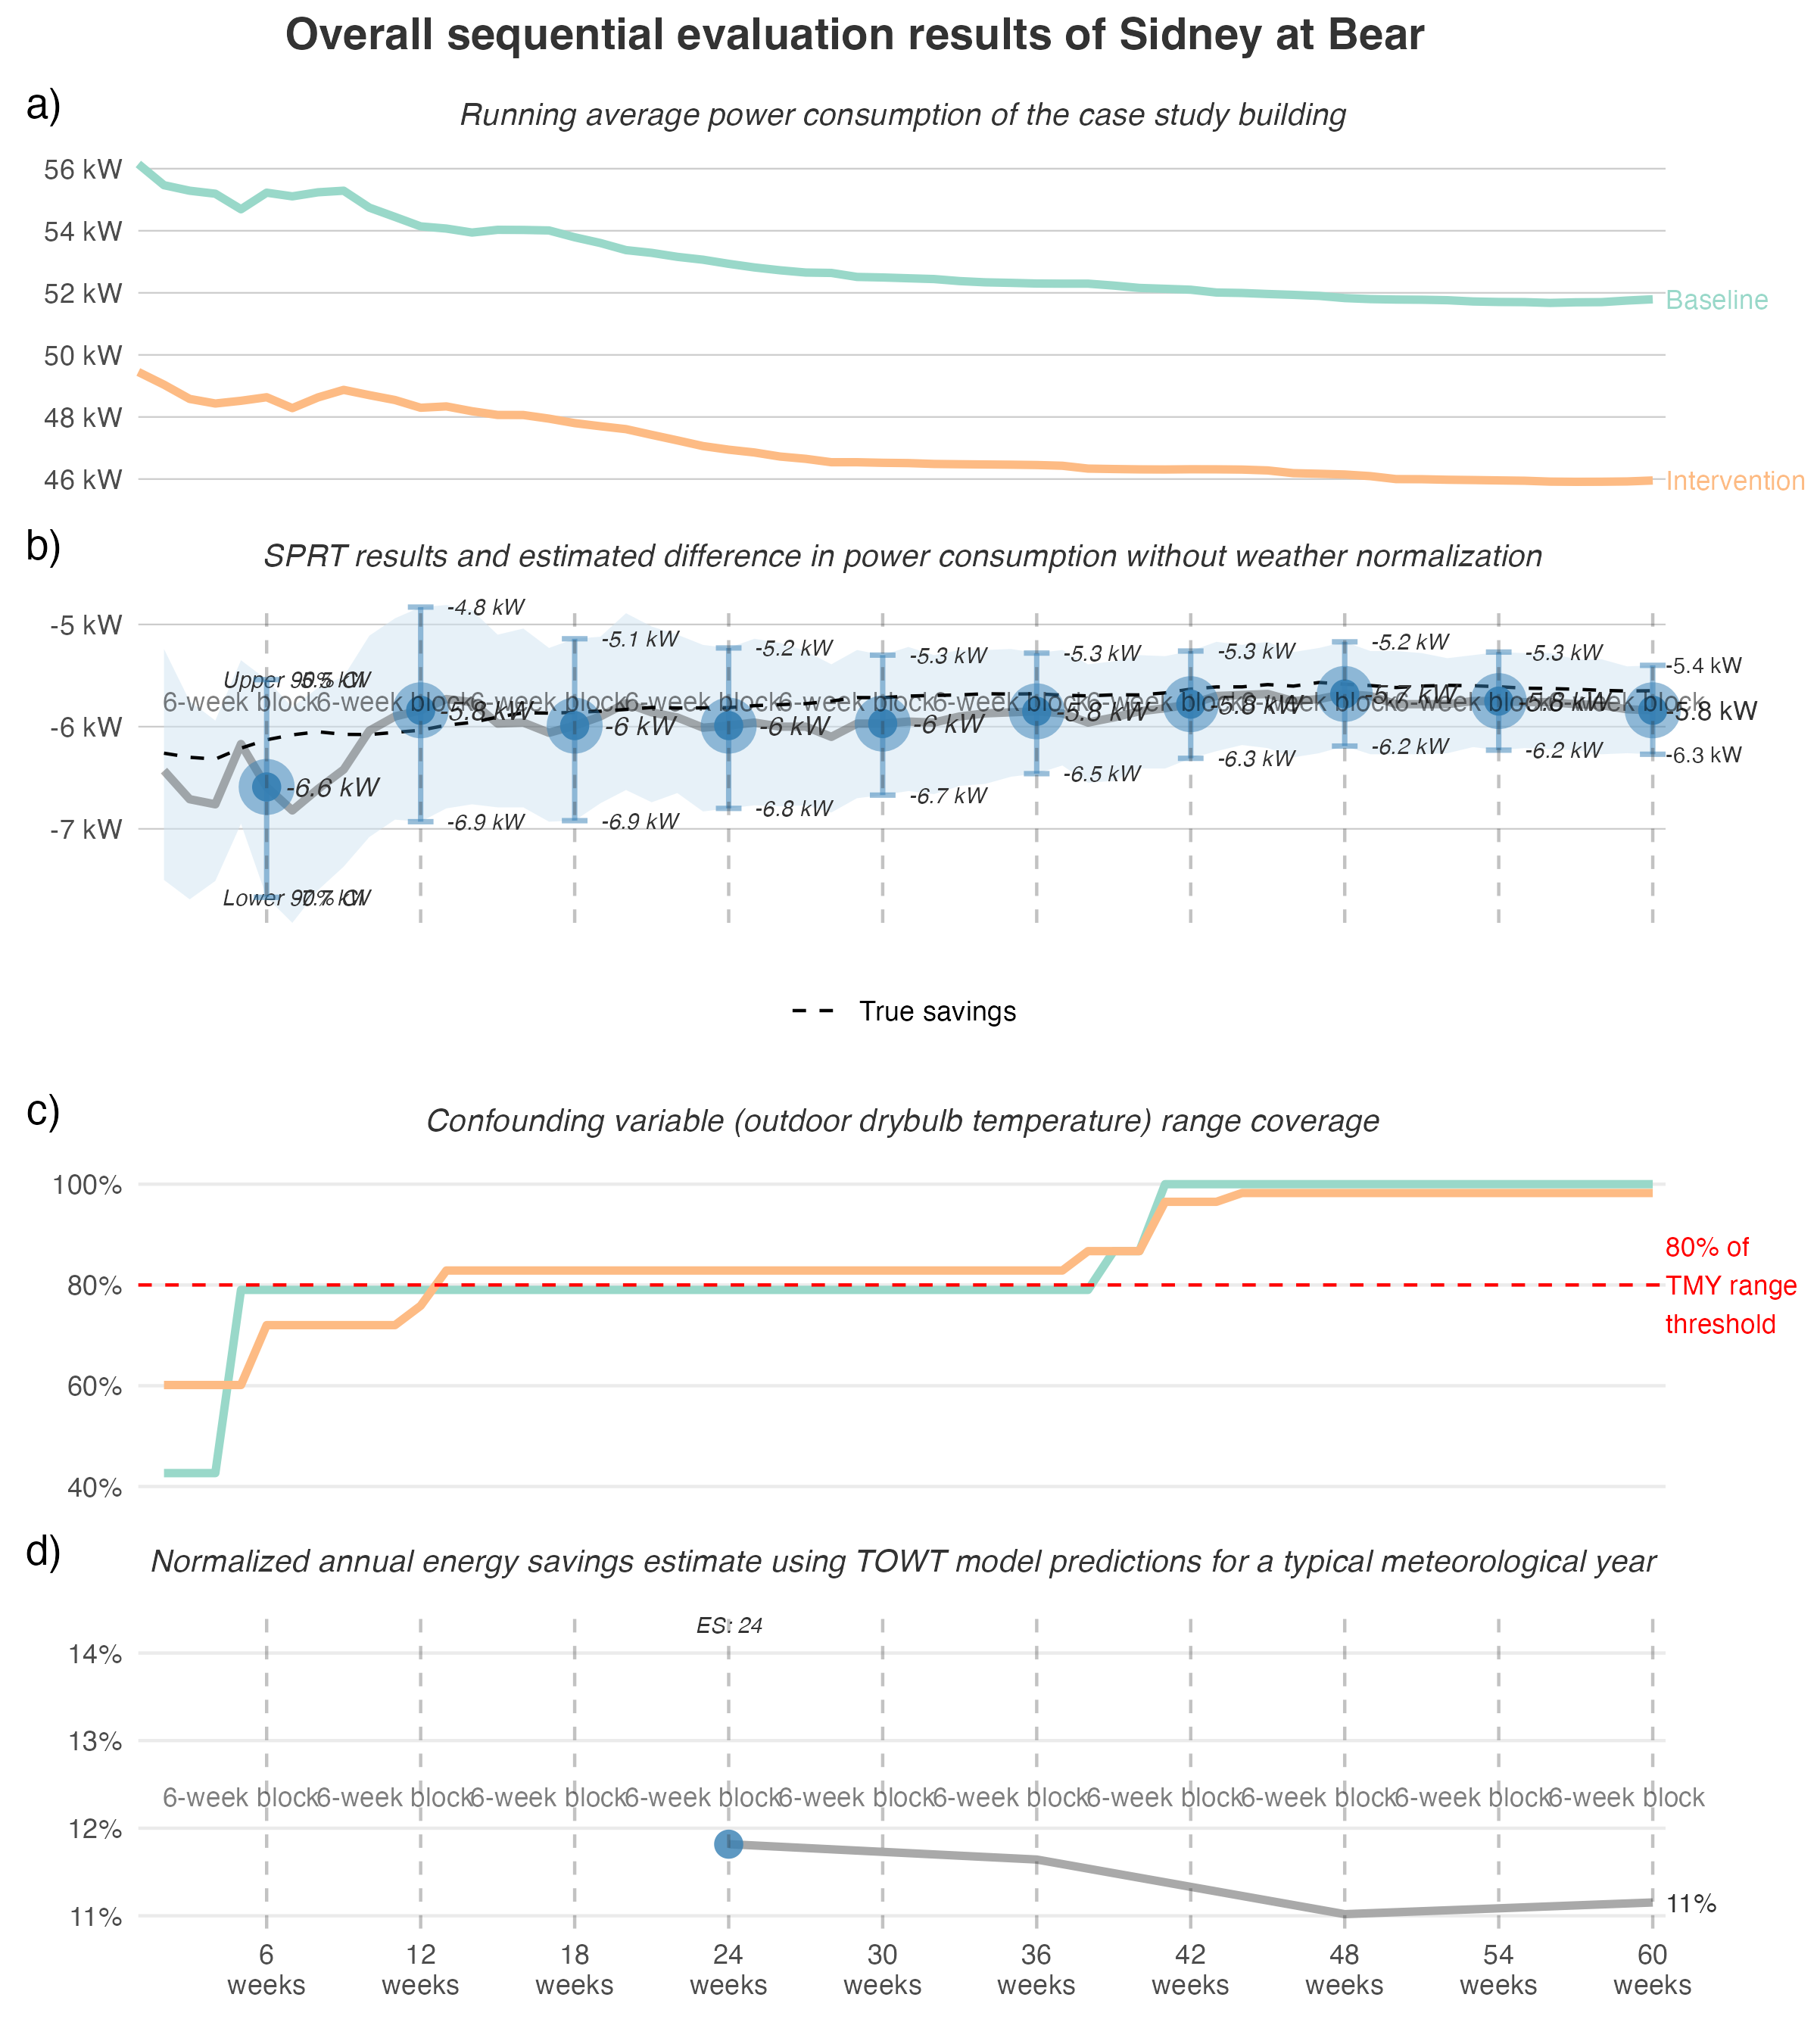 Overall sequential evaluation results of Sidney at Bear
a)
Running average power consumption of the case study building
56 kW
54 kW
52 kW
50 kW
48 kW
46 kW
Baseline
Intervention
b)
SPRT results and estimated difference in power consumption without weather normalization
-5 kW
-6 kW
-7 kW
-4.8 kW
-5.1 kW
-5.2 kW
-5.3 kW
-5.3 kW
-5.3 kW
-5.2 kW
-5.3 kW
-5.4 kW
Upper 90% CI
-5.5 kW
6-week block
6-week block
6-week block
6-week block
6-week block
6-week block
6-week block
6-week block
6-week block
6-week block
-6.6 kW
-5.8 kW
-6 kW
-6 kW
-6 kW
-5.8 kW
-5.8 kW
-5.7 kW
-5.8 kW
-5.8 kW
Lower 90% CI
-7.7 kW
-6.9 kW
-6.9 kW
-6.8 kW
-6.7 kW
-6.5 kW
-6.3 kW
-6.2 kW
-6.2 kW
-6.3 kW
True savings
c)
Confounding variable (outdoor drybulb temperature) range coverage
100%
80%
60%
40%
80% of
TMY range
threshold
d)
Normalized annual energy savings estimate using TOWT model predictions for a typical meteorological year
ES: 24
14%
13%
12%
11%
6-week block
6-week block
6-week block
6-week block
6-week block
6-week block
6-week block
6-week block
6-week block
6-week block
11%
6
weeks
12
weeks
18
weeks
24
weeks
30
weeks
36
weeks
42
weeks
48
weeks
54
weeks
60
weeks